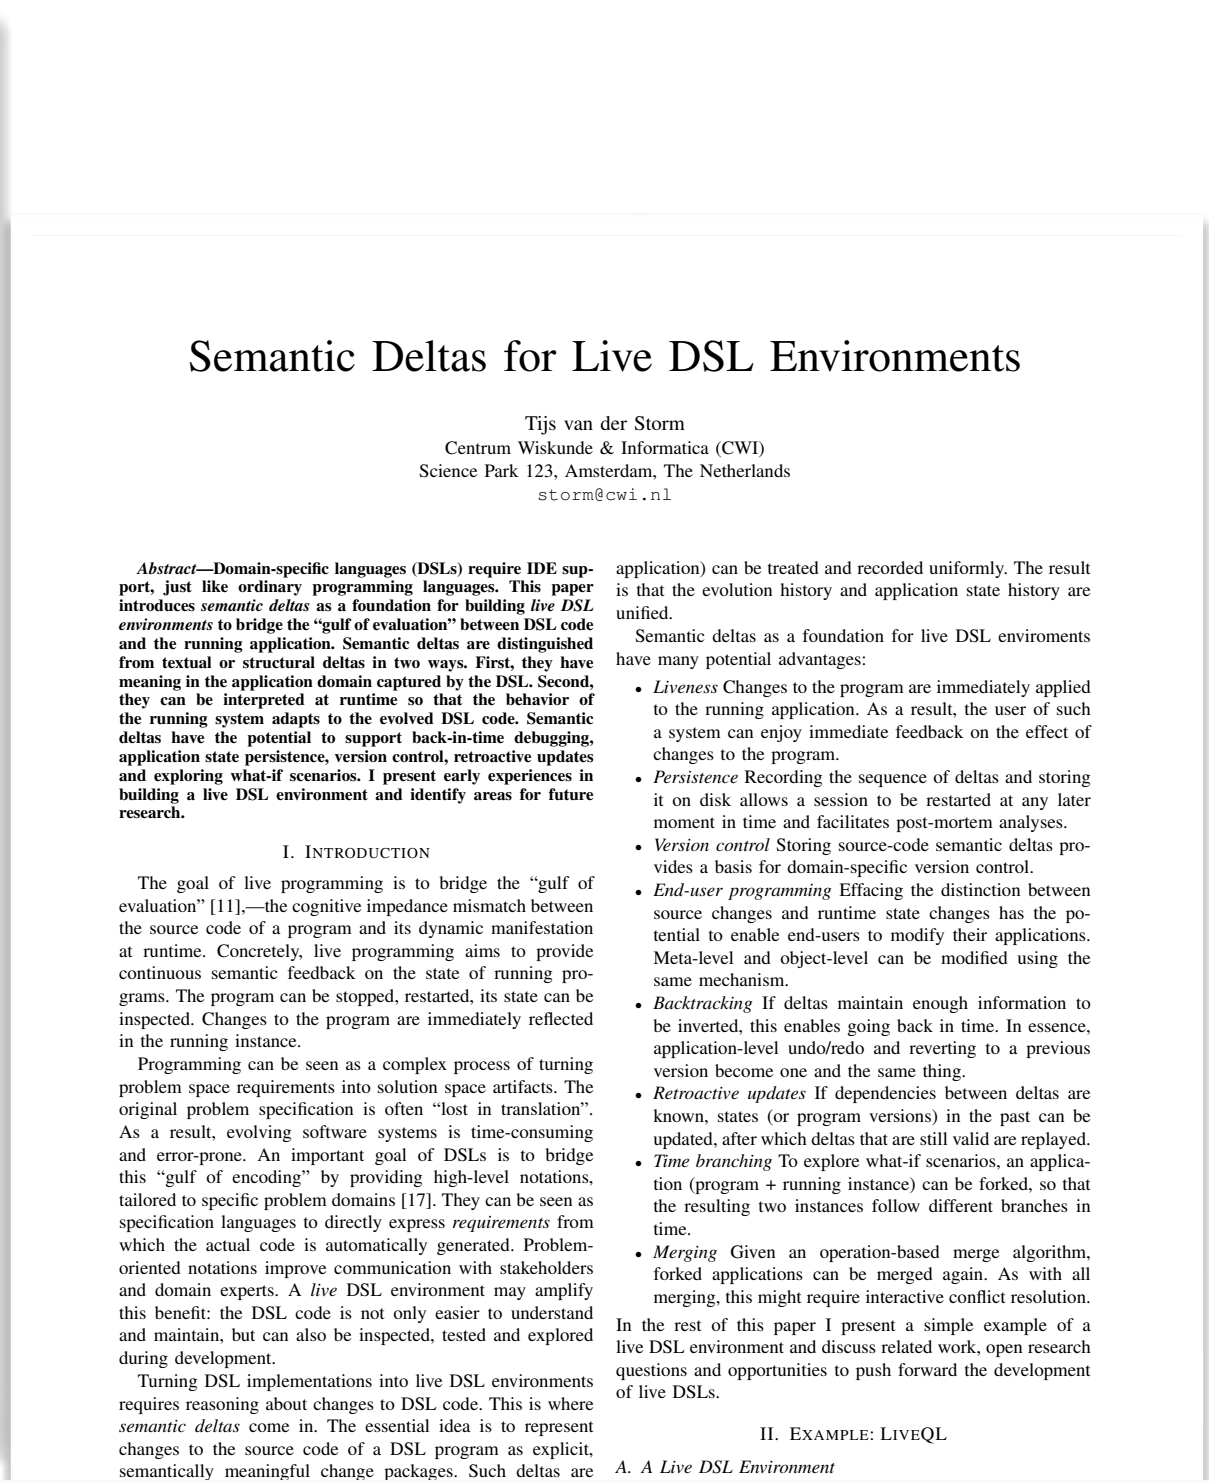 Semantic Deltas for Live DSL Environments
Tijs van der Storm
Centrum Wiskunde & Informatica (CWI)
Science Park 123, Amsterdam, The Netherlands
storm@cwi.nl
Abstract—Domain-specific languages (DSLs) require IDE sup-
port, just like ordinary programming languages. This paper
introduces semantic deltas as a foundation for building live DSL
environments to bridge the “gulf of evaluation” between DSL code
and the running application. Semantic deltas are distinguished
from textual or structural deltas in two ways. First, they have
meaning in the application domain captured by the DSL. Second,
they can be interpreted at runtime so that the behavior of
the running system adapts to the evolved DSL code. Semantic
deltas have the potential to support back-in-time debugging,
application state persistence, version control, retroactive updates
and exploring what-if scenarios. I present early experiences in
building a live DSL environment and identify areas for future
research.
I. INTRODUCTION
The goal of live programming is to bridge the “gulf of
evaluation” [11],—the cognitive impedance mismatch between
the source code of a program and its dynamic manifestation
at runtime. Concretely, live programming aims to provide
continuous semantic feedback on the state of running pro-
grams. The program can be stopped, restarted, its state can be
inspected. Changes to the program are immediately reflected
in the running instance.
Programming can be seen as a complex process of turning
problem space requirements into solution space artifacts. The
original problem specification is often “lost in translation”.
As a result, evolving software systems is time-consuming
and error-prone. An important goal of DSLs is to bridge
this “gulf of encoding” by providing high-level notations,
tailored to specific problem domains [17]. They can be seen as
specification languages to directly express requirements from
which the actual code is automatically generated. Problem-
oriented notations improve communication with stakeholders
and domain experts. A live DSL environment may amplify
this benefit: the DSL code is not only easier to understand
and maintain, but can also be inspected, tested and explored
during development.
Turning DSL implementations into live DSL environments
requires reasoning about changes to DSL code. This is where
semantic deltas come in. The essential idea is to represent
changes to the source code of a DSL program as explicit,
semantically meaningful change packages. Such deltas are
application) can be treated and recorded uniformly. The result
is that the evolution history and application state history are
unified.
Semantic deltas as a foundation for live DSL enviroments
have many potential advantages:
• Liveness Changes to the program are immediately applied
to the running application. As a result, the user of such
a system can enjoy immediate feedback on the effect of
changes to the program.
• Persistence Recording the sequence of deltas and storing
it on disk allows a session to be restarted at any later
moment in time and facilitates post-mortem analyses.
• Version control Storing source-code semantic deltas pro-
vides a basis for domain-specific version control.
• End-user programming Effacing the distinction between
source changes and runtime state changes has the po-
tential to enable end-users to modify their applications.
Meta-level and object-level can be modified using the
same mechanism.
• Backtracking If deltas maintain enough information to
be inverted, this enables going back in time. In essence,
application-level undo/redo and reverting to a previous
version become one and the same thing.
• Retroactive updates If dependencies between deltas are
known, states (or program versions) in the past can be
updated, after which deltas that are still valid are replayed.
• Time branching To explore what-if scenarios, an applica-
tion (program + running instance) can be forked, so that
the resulting two instances follow different branches in
time.
• Merging Given an operation-based merge algorithm,
forked applications can be merged again. As with all
merging, this might require interactive conflict resolution.
In the rest of this paper I present a simple example of a
live DSL environment and discuss related work, open research
questions and opportunities to push forward the development
of live DSLs.
II. EXAMPLE: LIVEQL
A. A Live DSL Environment